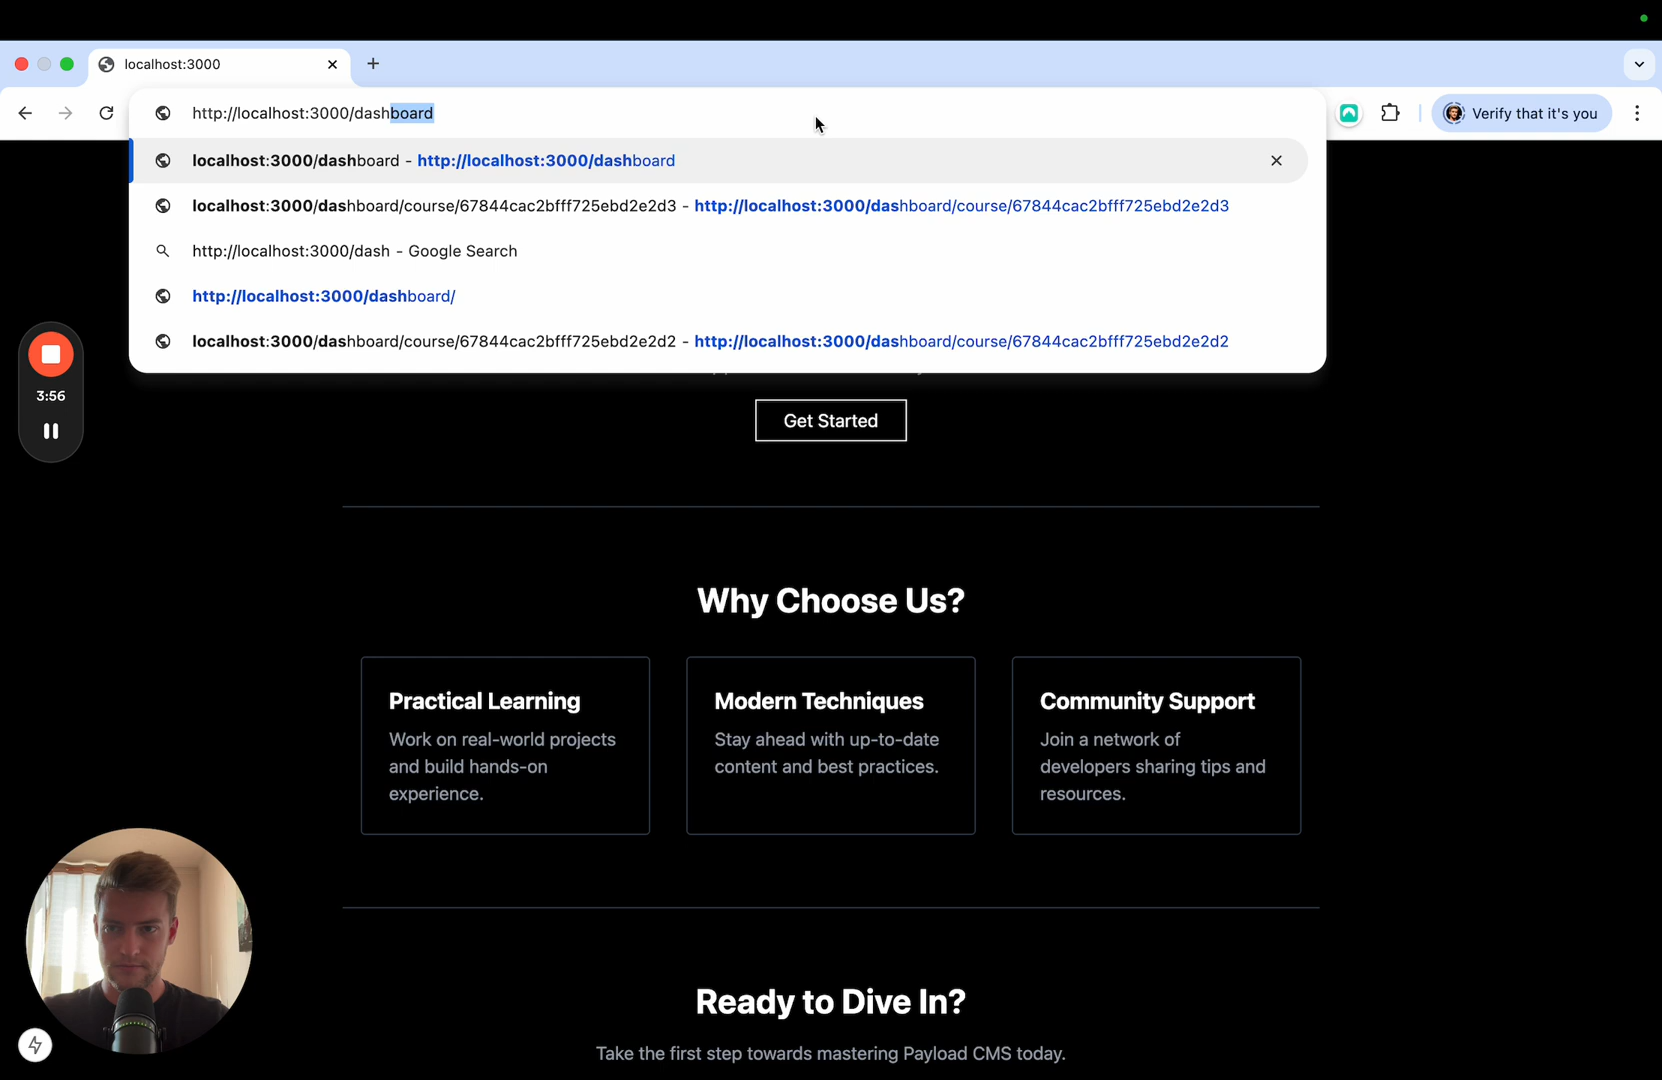 localhost:3000
http://localhost:3000/dashboard
Verify that it's you
localhost:3000/dashboard - http://localhost:3000/dashboard
localhost:3000/dashboard/course/67844cac2bfff725ebd2e2d3 - http://localhost:3000/dashboard/course/67844cac2bfff725ebd2e2d3
http://localhost:3000/dash - Google Search
http://localhost:3000/dashboard/
localhost:3000/dashboard/course/67844cac2bfff725ebd2e2d2 - http://localhost:3000/dashboard/course/67844cac2bfff725ebd2e2d2
3:56
Get Started
Why Choose Us?
Practical Learning
Work on real-world projects
and build hands-on
experience.
Modern Techniques
Stay ahead with up-to-date
content and best practices.
Community Support
Join a network of
developers sharing tips and
resources.
Ready to Dive In?
Take the first step towards mastering Payload CMS today.